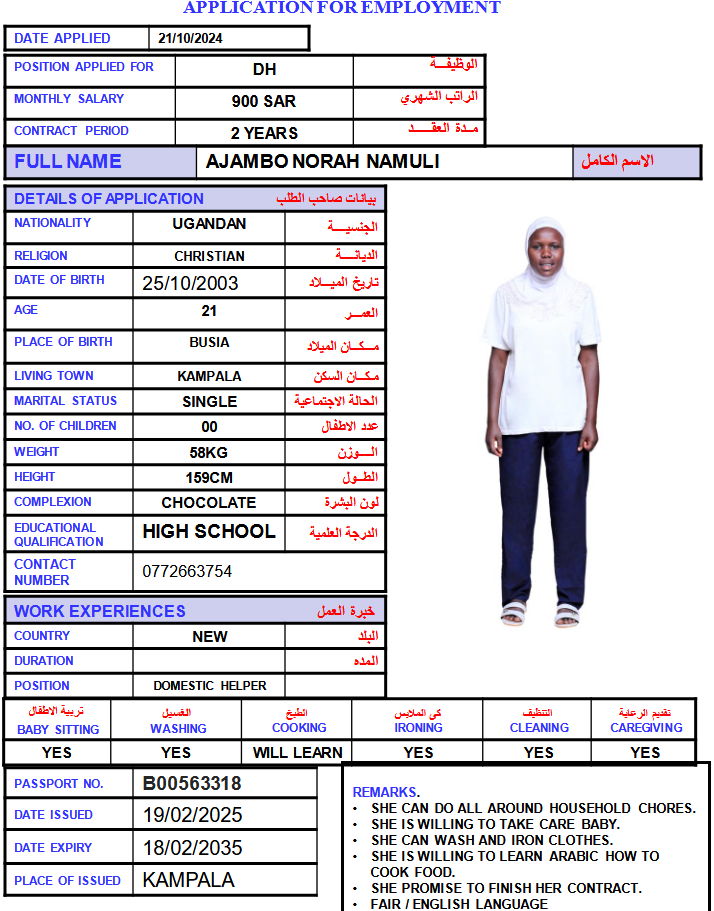 APPLICATION FOR EMPLOYMENT
DATE APPLIED 21/10/2024
POSITION APPLIED FOR DH الوظيفـــة
MONTHLY SALARY 900 SAR الراتب الشهري
CONTRACT PERIOD 2 YEARS مـدة العقـــد
FULL NAME AJAMBO NORAH NAMULI الاسم الكامل
DETAILS OF APPLICATION بيانات صاحب الطلب
NATIONALITY UGANDAN الجنسيـــة
RELIGION CHRISTIAN الديانـــة
DATE OF BIRTH 25/10/2003 تاريخ الميـــلاد
AGE 21 العمـــر
PLACE OF BIRTH BUSIA مـــكـــان الميلاد
LIVING TOWN KAMPALA مـكـــان السكن
MARITAL STATUS SINGLE الحالة الاجتماعية
NO. OF CHILDREN 00 عدد الاطفال
WEIGHT 58KG الـــوزن
HEIGHT 159CM الطـــول
COMPLEXION CHOCOLATE لون البشرة
EDUCATIONAL QUALIFICATION HIGH SCHOOL الدرجة العلمية
CONTACT NUMBER 0772663754
WORK EXPERIENCES خبرة العمل
COUNTRY NEW البلد
DURATION المده
POSITION DOMESTIC HELPER
تربية الاطفال الغسيل الطبخ كى الملابس التنظيف تقديم الرعاية
BABY SITTING WASHING COOKING IRONING CLEANING CAREGIVING
YES YES WILL LEARN YES YES YES
PASSPORT NO. B00563318
DATE ISSUED 19/02/2025
DATE EXPIRY 18/02/2035
PLACE OF ISSUED KAMPALA
REMARKS.
• SHE CAN DO ALL AROUND HOUSEHOLD CHORES.
• SHE IS WILLING TO TAKE CARE BABY.
• SHE CAN WASH AND IRON CLOTHES.
• SHE IS WILLING TO LEARN ARABIC HOW TO
COOK FOOD.
• SHE PROMISE TO FINISH HER CONTRACT.
• FAIR / ENGLISH LANGUAGE